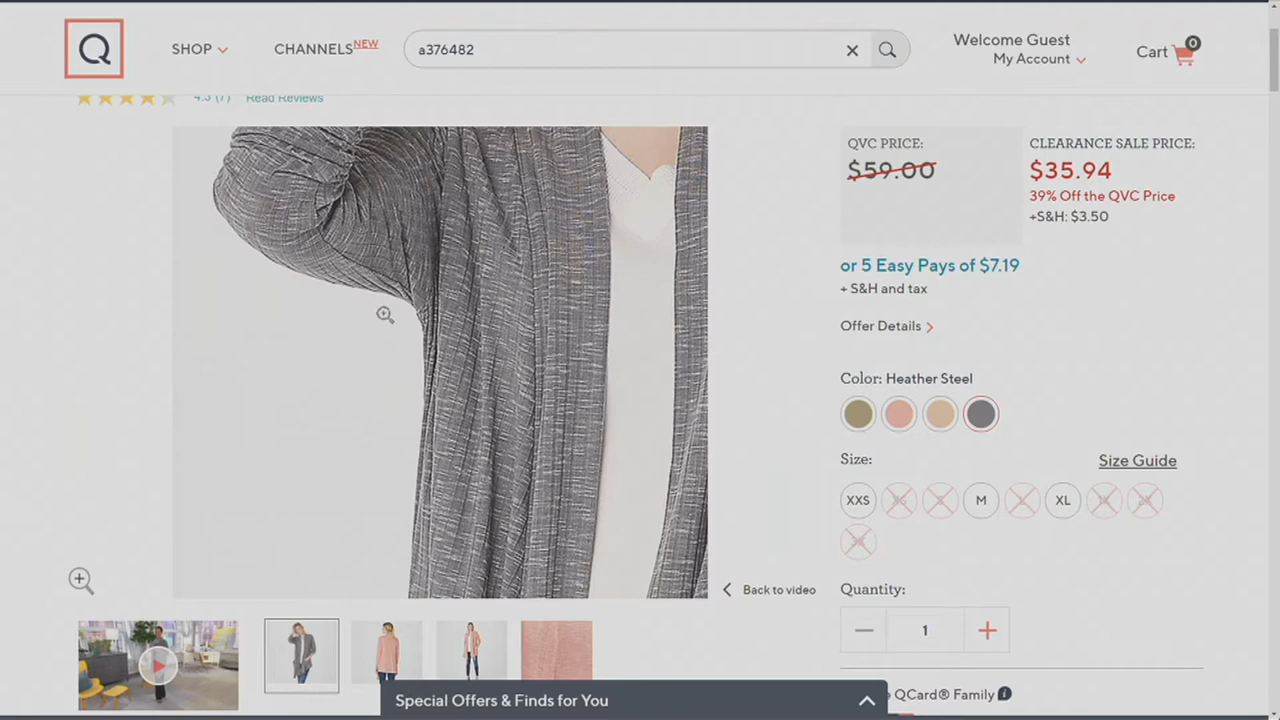 Q
SHOP
CHANNELS NEW
a376482
Welcome Guest
My Account
Cart 0
4.3 (7) Read Reviews
QVC PRICE:
$59.00
CLEARANCE SALE PRICE:
$35.94
39% Off the QVC Price
+S&H: $3.50
or 5 Easy Pays of $7.19
+ S&H and tax
Offer Details
Color: Heather Steel
Size:
Size Guide
XXS
M
XL
Back to video
Quantity:
1
QCard® Family
Special Offers & Finds for You